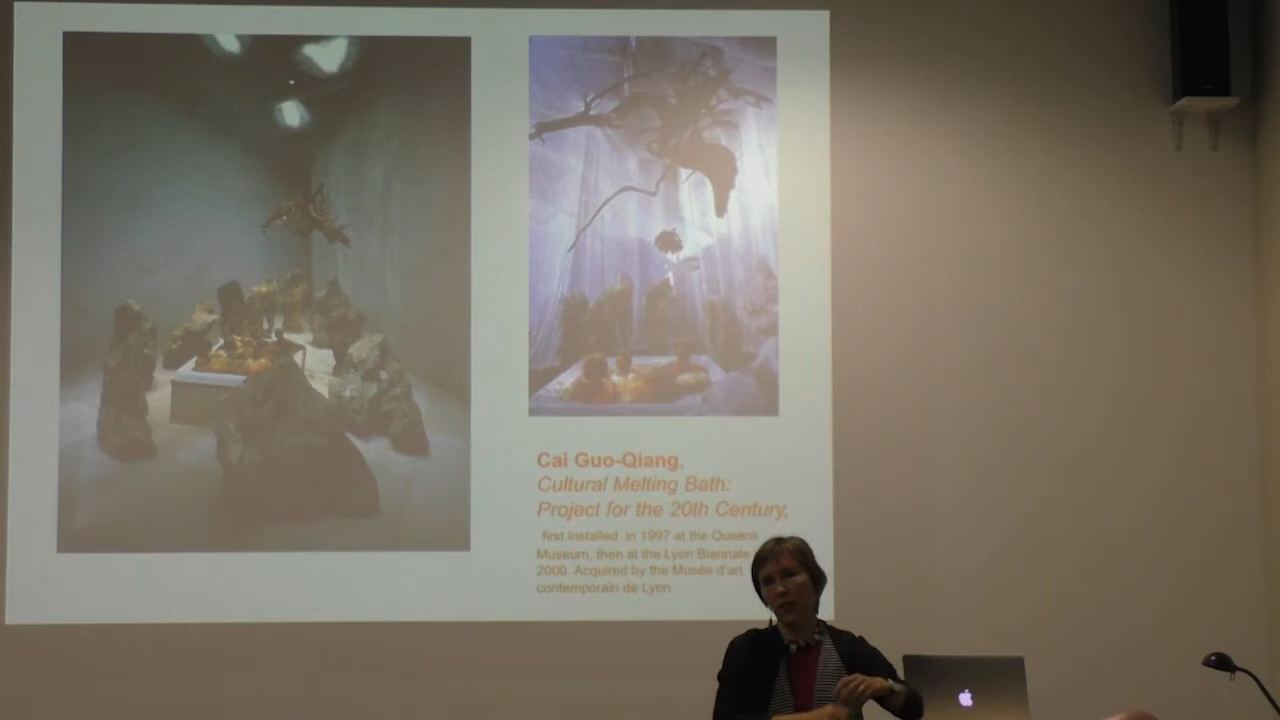 Cai Guo-Qiang,
Cultural Melting Bath:
Project for the 20th Century,
first installed in 1997 at the Queens
Museum, then at the Lyon Biennale
2000. Acquired by the Musée d'art
contemporain de Lyon